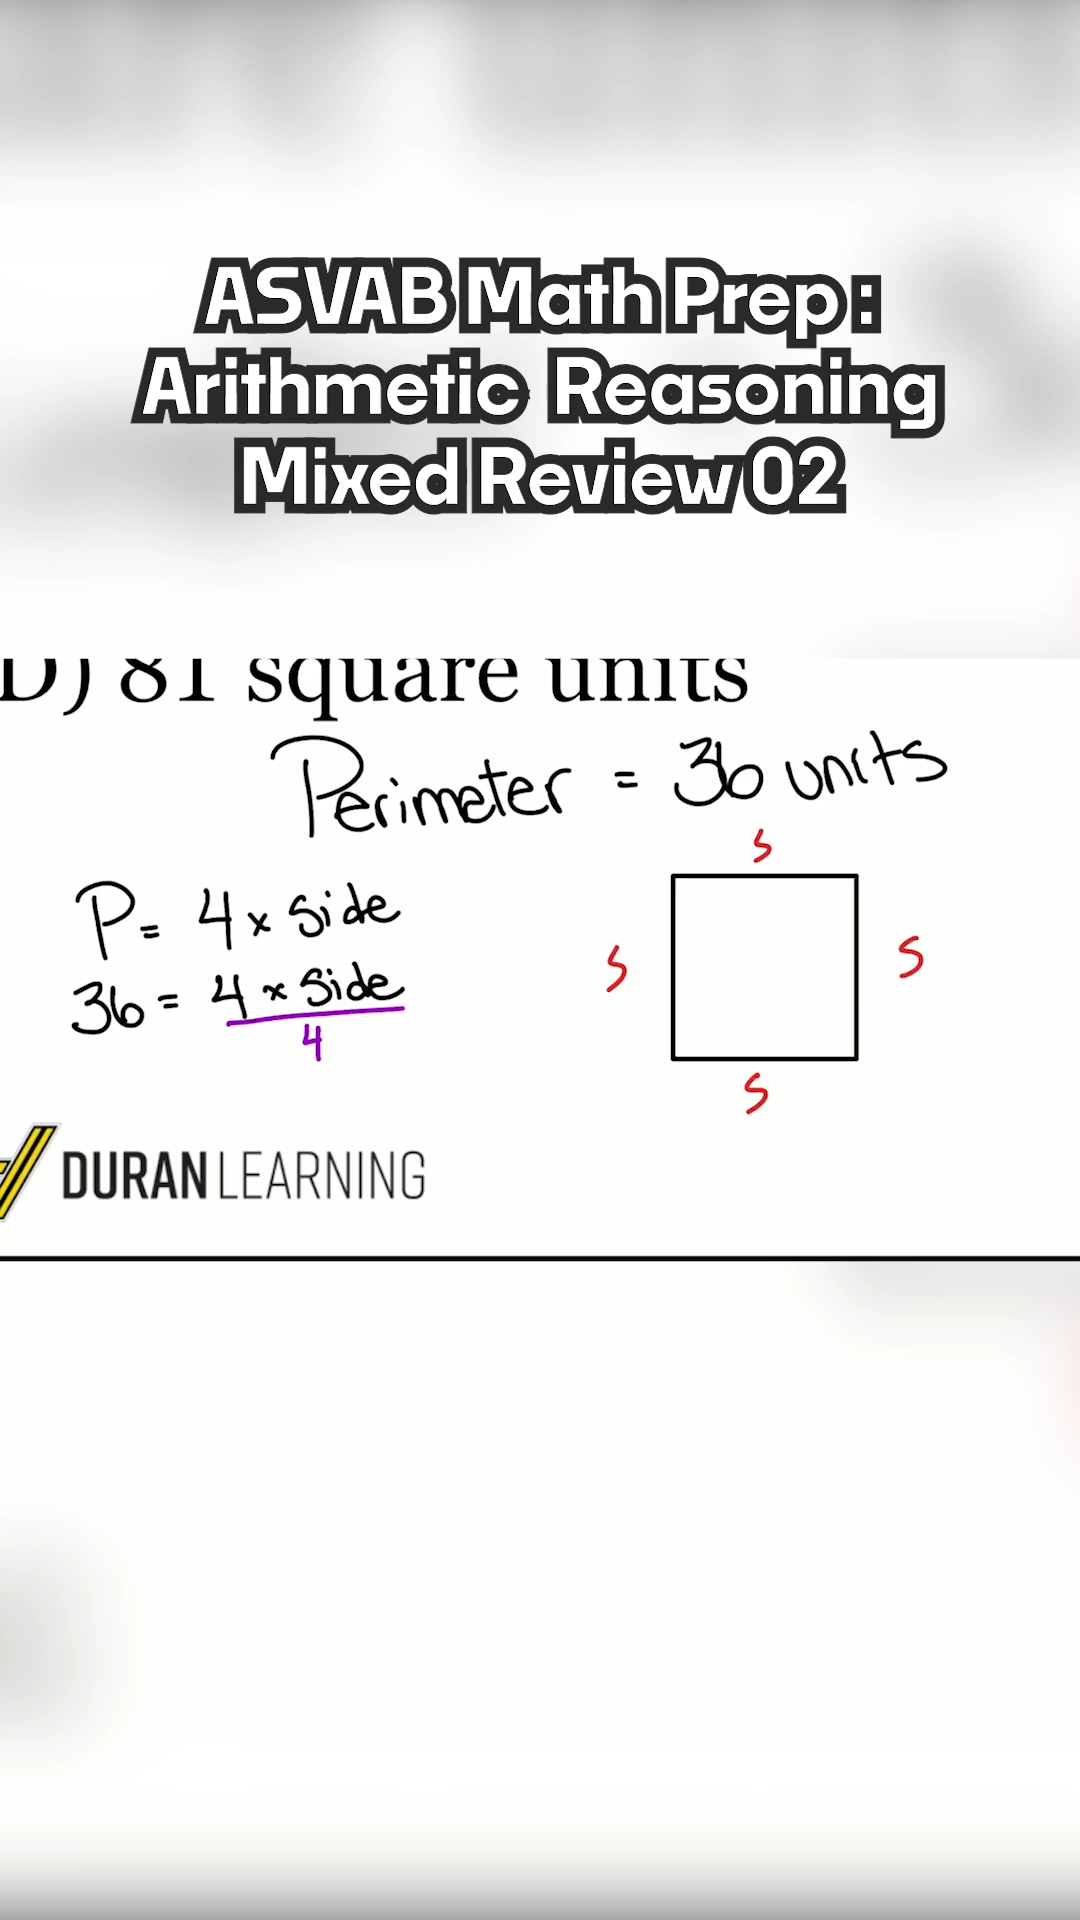 ASVAB Math Prep :
Arithmetic Reasoning
Mixed Review 02
D) 81 square units
Perimeter = 36 units
s
P = 4 x side
s
s
36 = 4 x side
4
s
DURAN LEARNING